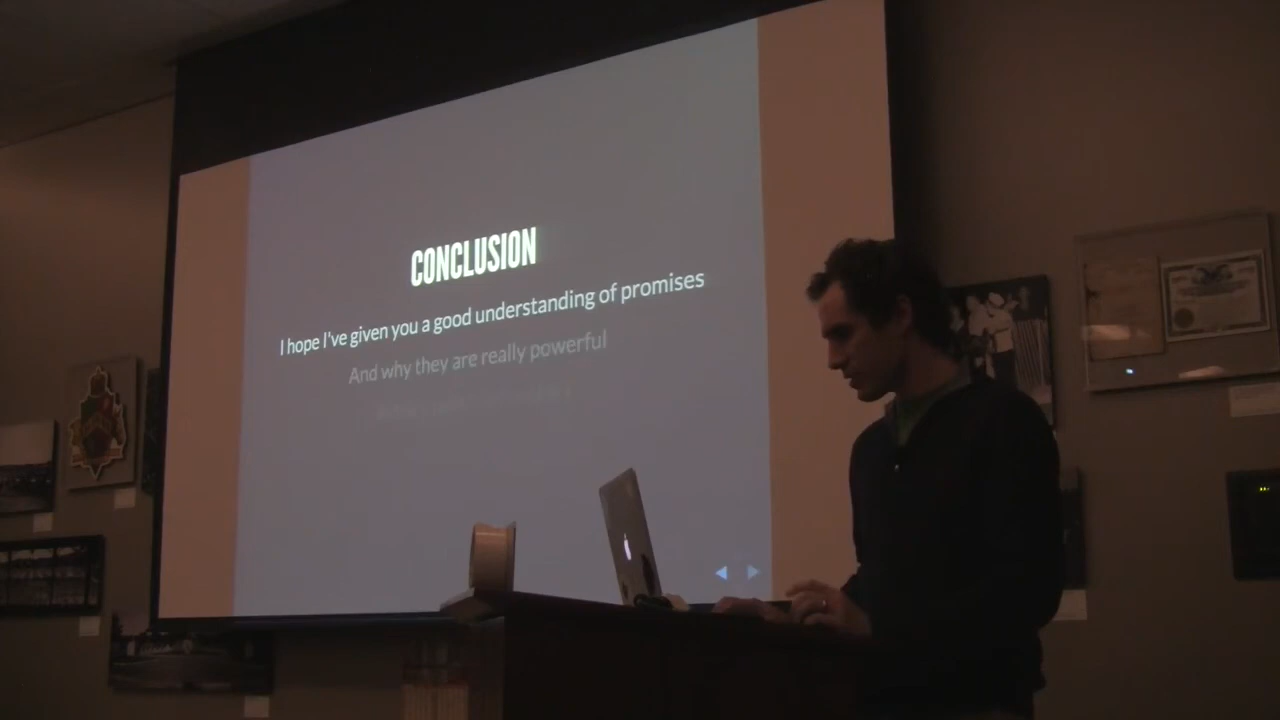 CONCLUSION
I hope I've given you a good understanding of promises
And why they are really powerful